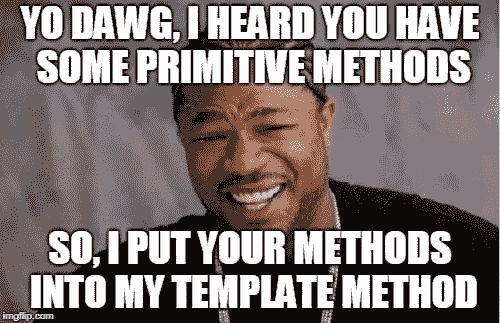 YO DAWG, I HEARD YOU HAVE
SOME PRIMITIVE METHODS
SO, I PUT YOUR METHODS
INTO MY TEMPLATE METHOD
imgflip.com